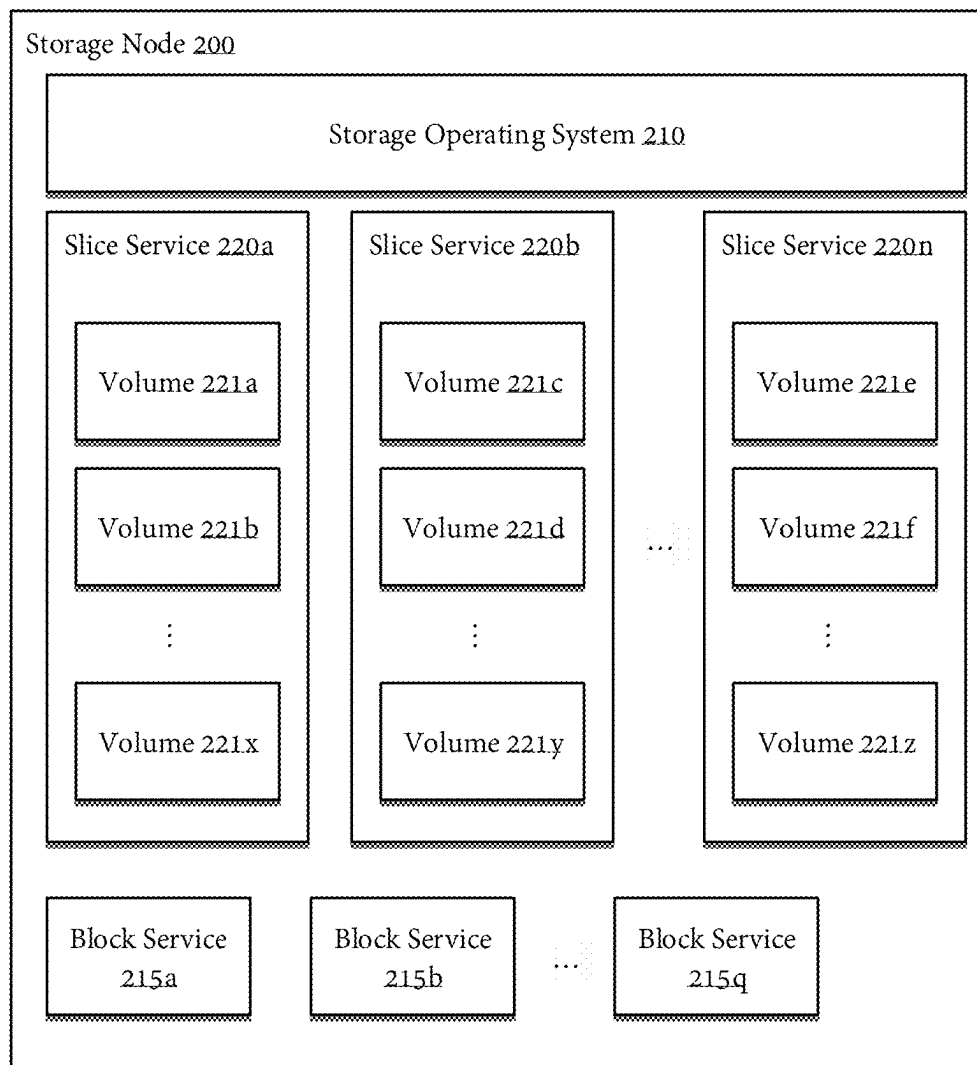 Storage Node 200
Storage Operating System 210
Slice Service 220a
Slice Service 220b
Slice Service 220n
Volume 221a
Volume 221c
Volume 221e
Volume 221b
Volume 221d
...
Volume 221f
⋮
⋮
⋮
Volume 221x
Volume 221y
Volume 221z
Block Service
215a
Block Service
215b
...
Block Service
215q